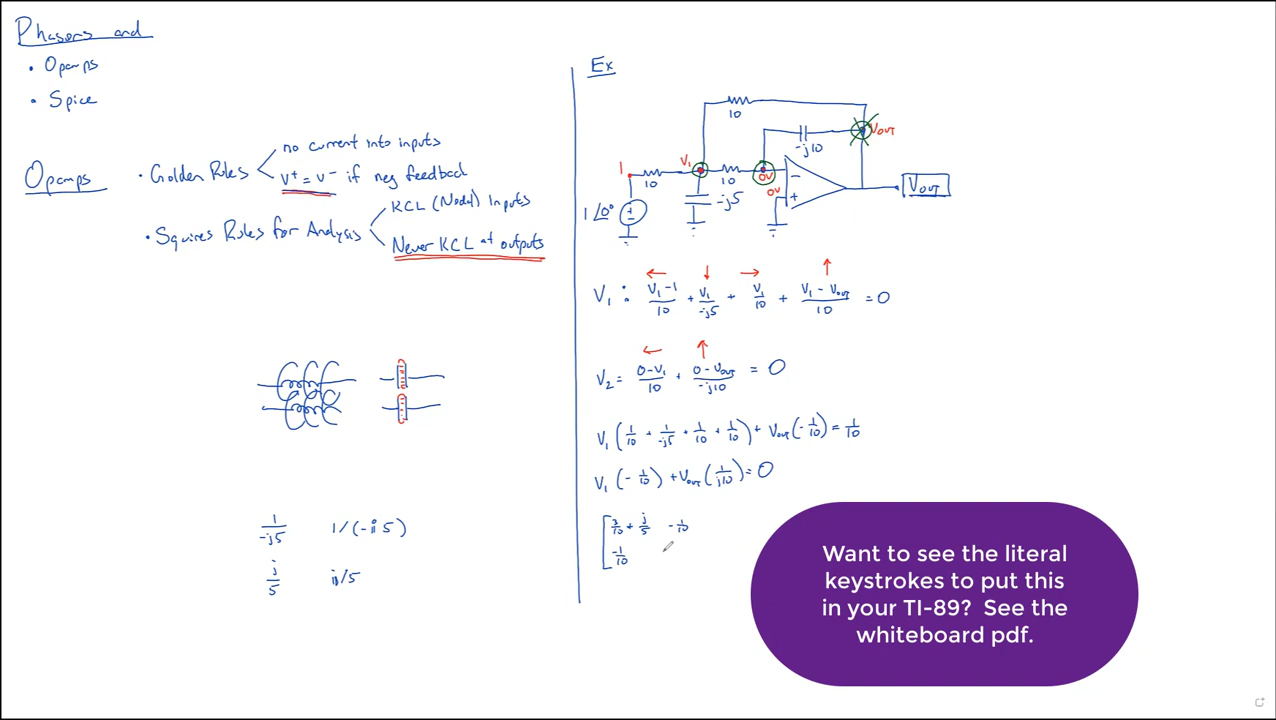 Phasors and
• Opamps
• Spice
Opamps
• Golden Rules
no current into inputs
V⁺ = V⁻ if neg feedback
• Squires Rules for Analysis
KCL (Nodal) Inputs
Never KCL at outputs
1/-j5 1/(-i5)
j/5 i/5
Ex
10
-j10
VOUT
1
10
V1
10
0V
0V
-
+
-j5
1∠0°
+
-
VOUT
V1 : (V1-1)/10 + V1/-j5 + V1/10 + (V1-VOUT)/10 = 0
V2 = (0-V1)/10 + (0-VOUT)/-j10 = 0
V1(1/10 + 1/-j5 + 1/10 + 1/10) + VOUT(-1/10) = 1/10
V1(-1/10) + VOUT(1/j10) = 0
[3/10 + j/5 -1/10
-1/10
Want to see the literal
keystrokes to put this
in your TI-89? See the
whiteboard pdf.